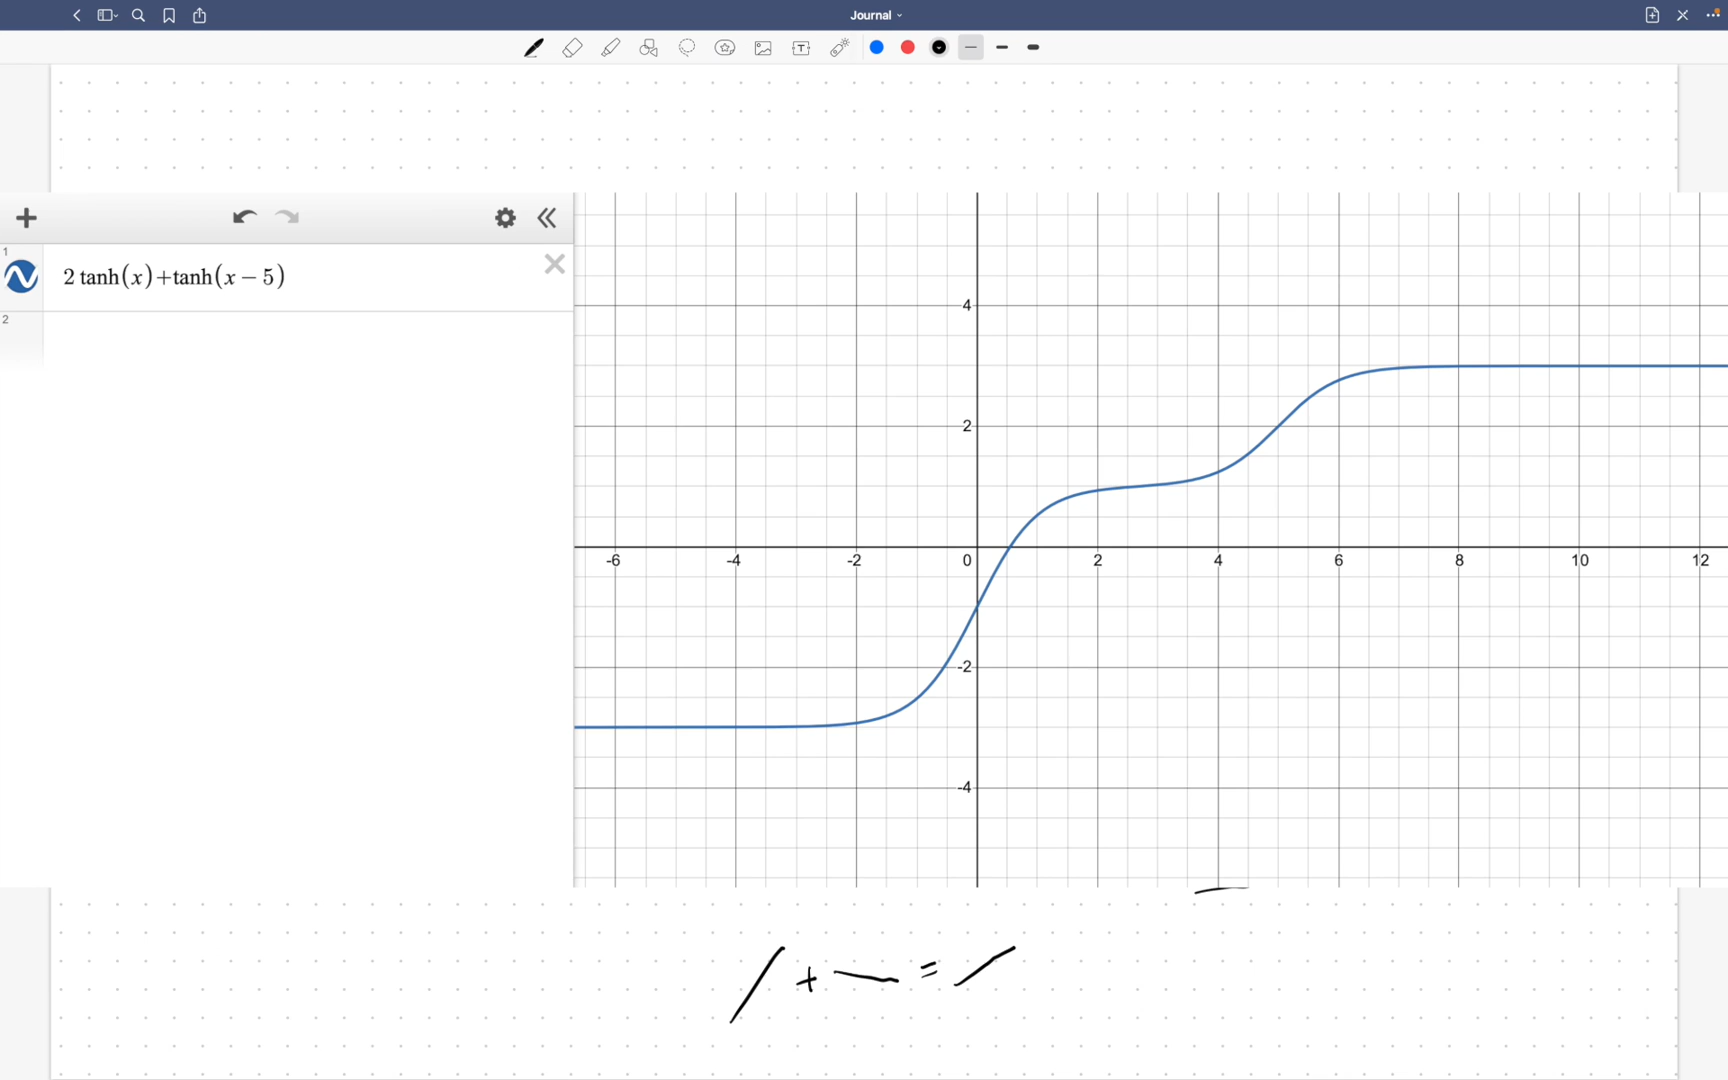 Journal
T
1
2 tanh(x)+tanh(x − 5)
2
4
2
-6 -4 -2 0 2 4 6 8 10 12
-2
-4
+ =